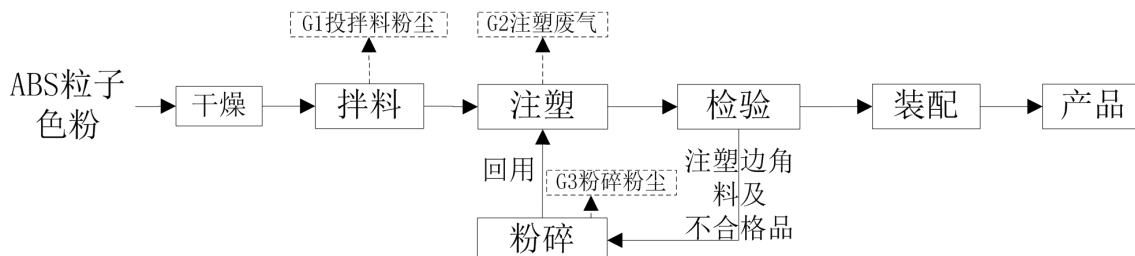 G1投拌料粉尘
G2注塑废气
ABS粒子
色粉
干燥
拌料
注塑
检验
装配
产品
回用
G3粉碎粉尘
注塑边角
料及
不合格品
粉碎